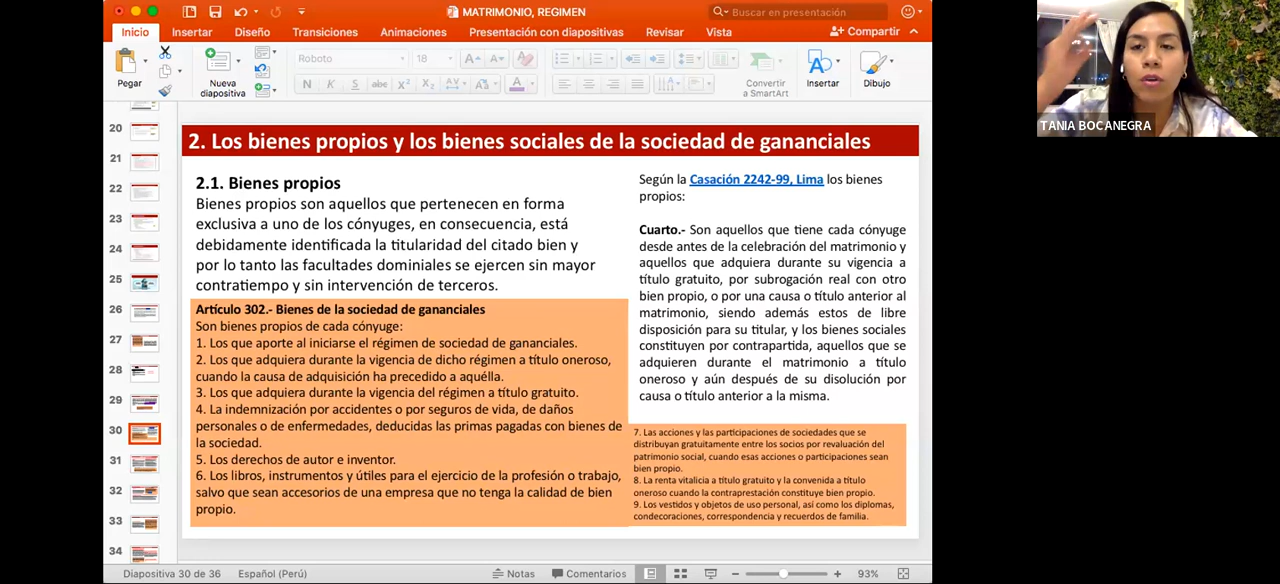 MATRIMONIO, REGIMEN
Buscar en presentación
Inicio
Insertar
Diseño
Transiciones
Animaciones
Presentación con diapositivas
Revisar
Vista
Compartir
Pegar
Nueva
diapositiva
Roboto
18
Convertir
a SmartArt
Insertar
Dibujo
20
21
22
23
24
25
26
27
28
29
30
31
32
33
34
2. Los bienes propios y los bienes sociales de la sociedad de gananciales
2.1. Bienes propios
Bienes propios son aquellos que pertenecen en forma
exclusiva a uno de los cónyuges, en consecuencia, está
debidamente identificada la titularidad del citado bien y
por lo tanto las facultades dominiales se ejercen sin mayor
contratiempo y sin intervención de terceros.
Artículo 302.- Bienes de la sociedad de gananciales
Son bienes propios de cada cónyuge:
1. Los que aporte al iniciarse el régimen de sociedad de gananciales.
2. Los que adquiera durante la vigencia de dicho régimen a título oneroso,
cuando la causa de adquisición ha precedido a aquélla.
3. Los que adquiera durante la vigencia del régimen a título gratuito.
4. La indemnización por accidentes o por seguros de vida, de daños
personales o de enfermedades, deducidas las primas pagadas con bienes de
la sociedad.
5. Los derechos de autor e inventor.
6. Los libros, instrumentos y útiles para el ejercicio de la profesión o trabajo,
salvo que sean accesorios de una empresa que no tenga la calidad de bien
propio.
Según la Casación 2242-99, Lima los bienes
propios:
Cuarto.- Son aquellos que tiene cada cónyuge
desde antes de la celebración del matrimonio y
aquellos que adquiera durante su vigencia a
título gratuito, por subrogación real con otro
bien propio, o por una causa o título anterior al
matrimonio, siendo además estos de libre
disposición para su titular, y los bienes sociales
constituyen por contrapartida, aquellos que se
adquieren durante el matrimonio a título
oneroso y aún después de su disolución por
causa o título anterior a la misma.
7. Las acciones y las participaciones de sociedades que se
distribuyan gratuitamente entre los socios por revaluación del
patrimonio social, cuando esas acciones o participaciones sean
bien propio.
8. La renta vitalicia a título gratuito y la convenida a título
oneroso cuando la contraprestación constituye bien propio.
9. Los vestidos y objetos de uso personal, así como los diplomas,
condecoraciones, correspondencia y recuerdos de familia.
Diapositiva 30 de 36
Español (Perú)
Notas
Comentarios
93%
TANIA BOCANEGRA